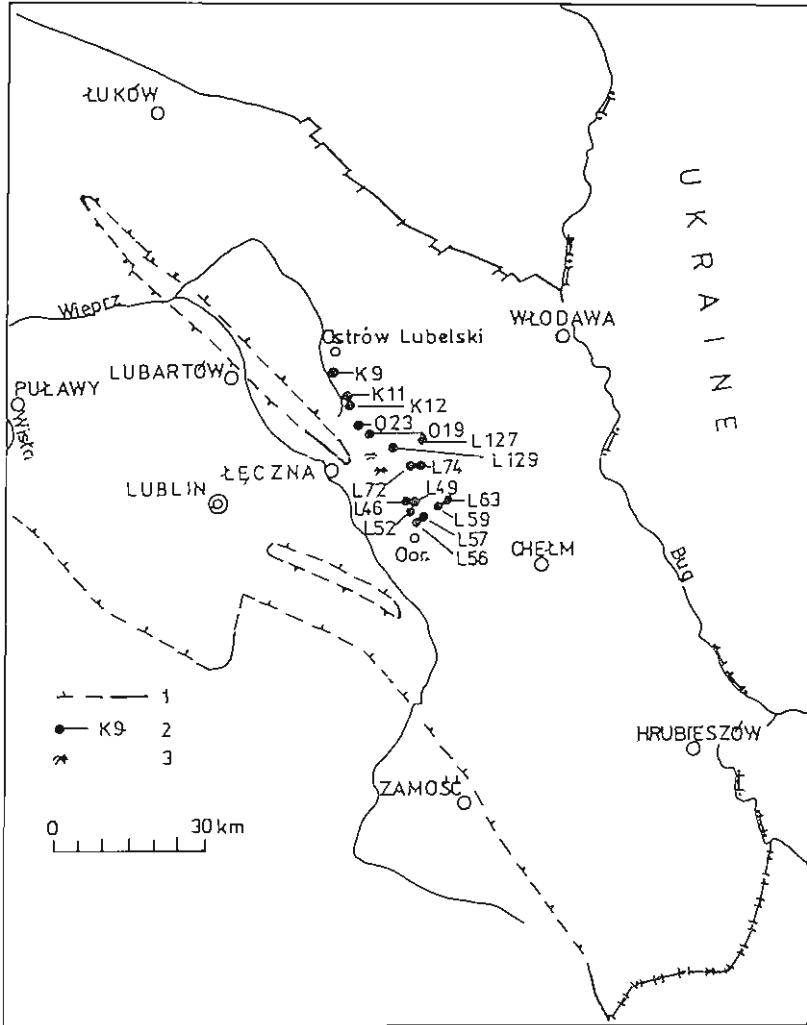 ŁUKÓW
UKRAINE
Wieprz
Ostrów Lubelski
WŁODAWA
LUBARTÓW
K9
PUŁAWY
K11
K12
Wisła
O23
O19
L127
L129
ŁĘCZNA
L72
L74
LUBLIN
L46
L49
L63
L52
L59
L57
L56
CHEŁM
Bug
1
K9 2
3
HRUBIESZÓW
ZAMOŚĆ
0 30 km